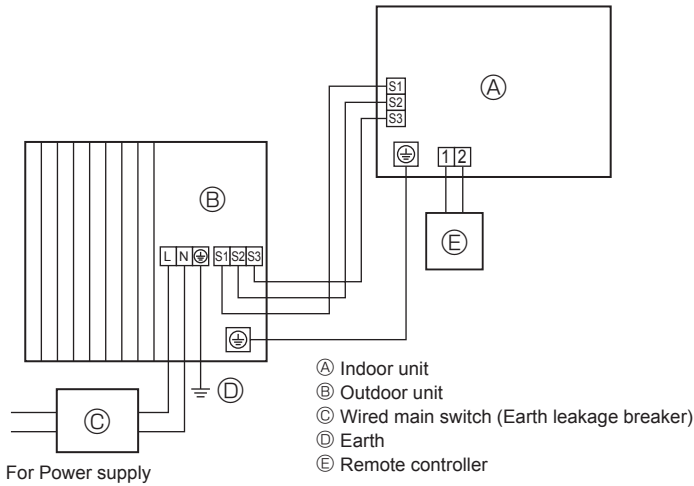 Ⓐ
S1
S2
S3
1 2
Ⓔ
Ⓑ
L N S1 S2 S3
Ⓓ
Ⓒ
For Power supply
Ⓐ Indoor unit
Ⓑ Outdoor unit
Ⓒ Wired main switch (Earth leakage breaker)
Ⓓ Earth
Ⓔ Remote controller